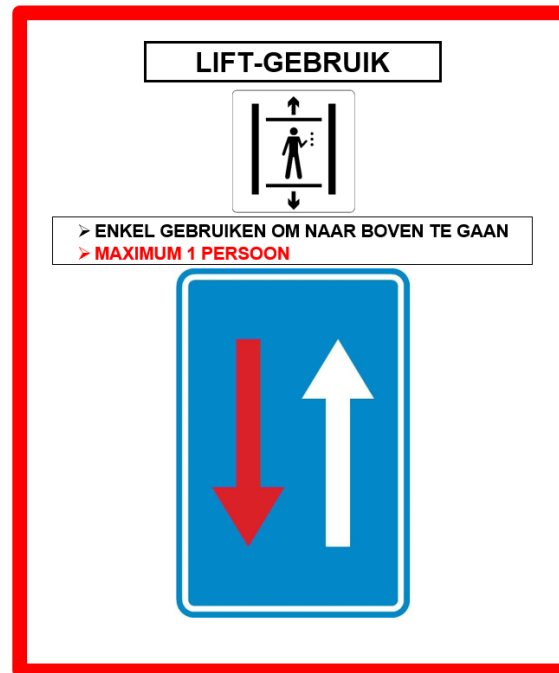 LIFT-GEBRUIK
➢ ENKEL GEBRUIKEN OM NAAR BOVEN TE GAAN
➢ MAXIMUM 1 PERSOON